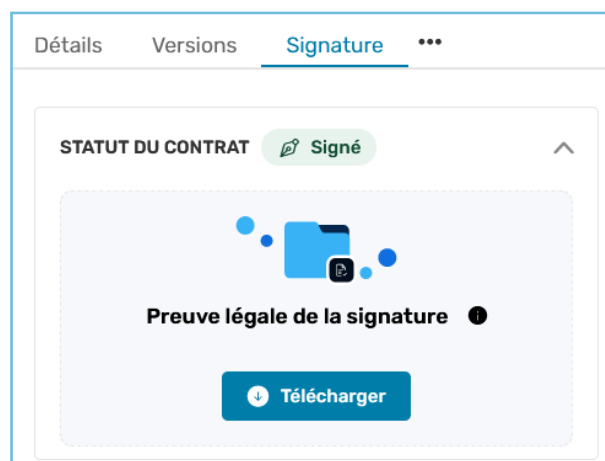 Détails Versions Signature •••
STATUT DU CONTRAT Signé
Preuve légale de la signature
Télécharger